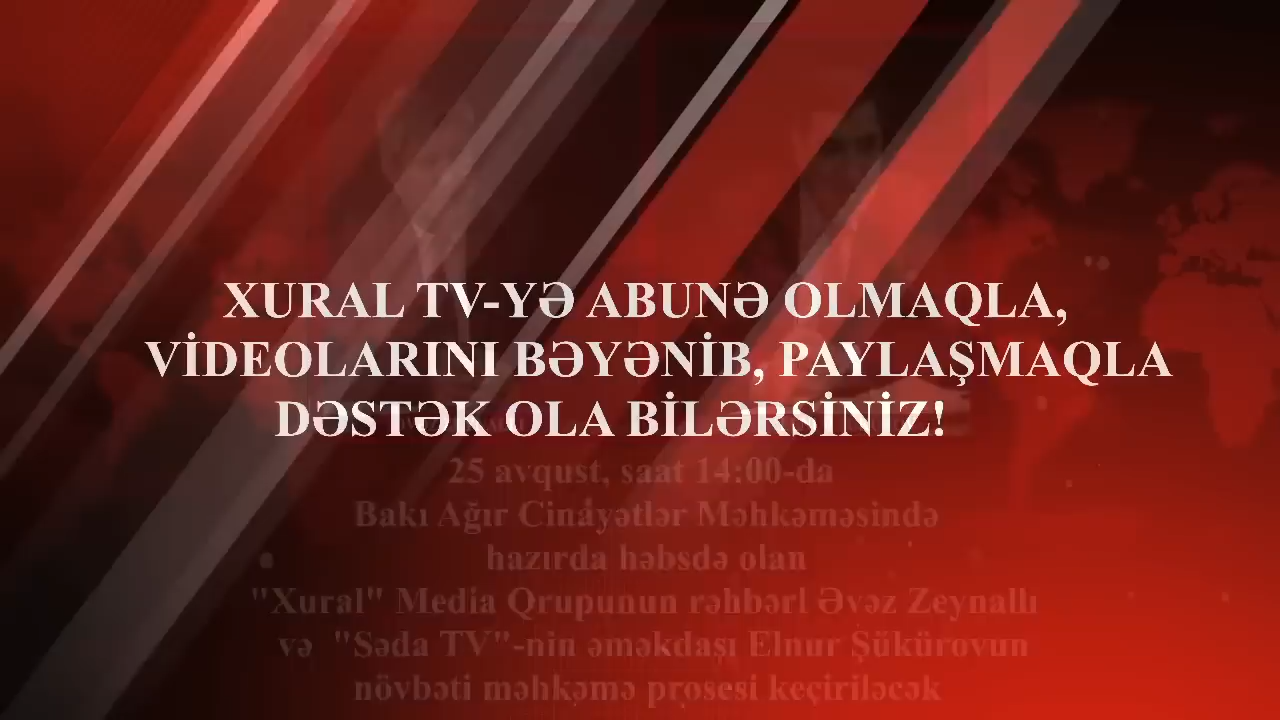 XURAL TV-YƏ ABUNƏ OLMAQLA,
VİDEOLARINI BƏYƏNİB, PAYLAŞMAQLA
DƏSTƏK OLA BİLƏRSİNİZ!
25 avqust, saat 14:00-da
Bakı Ağır Cinayətlər Məhkəməsində
hazırda həbsdə olan
"Xural" Media Qrupunun rəhbərl Əvəz Zeynallı
və "Səda TV"-nin əməkdaşı Elnur Şükürovun
növbəti məhkəmə prosesi keçiriləcək